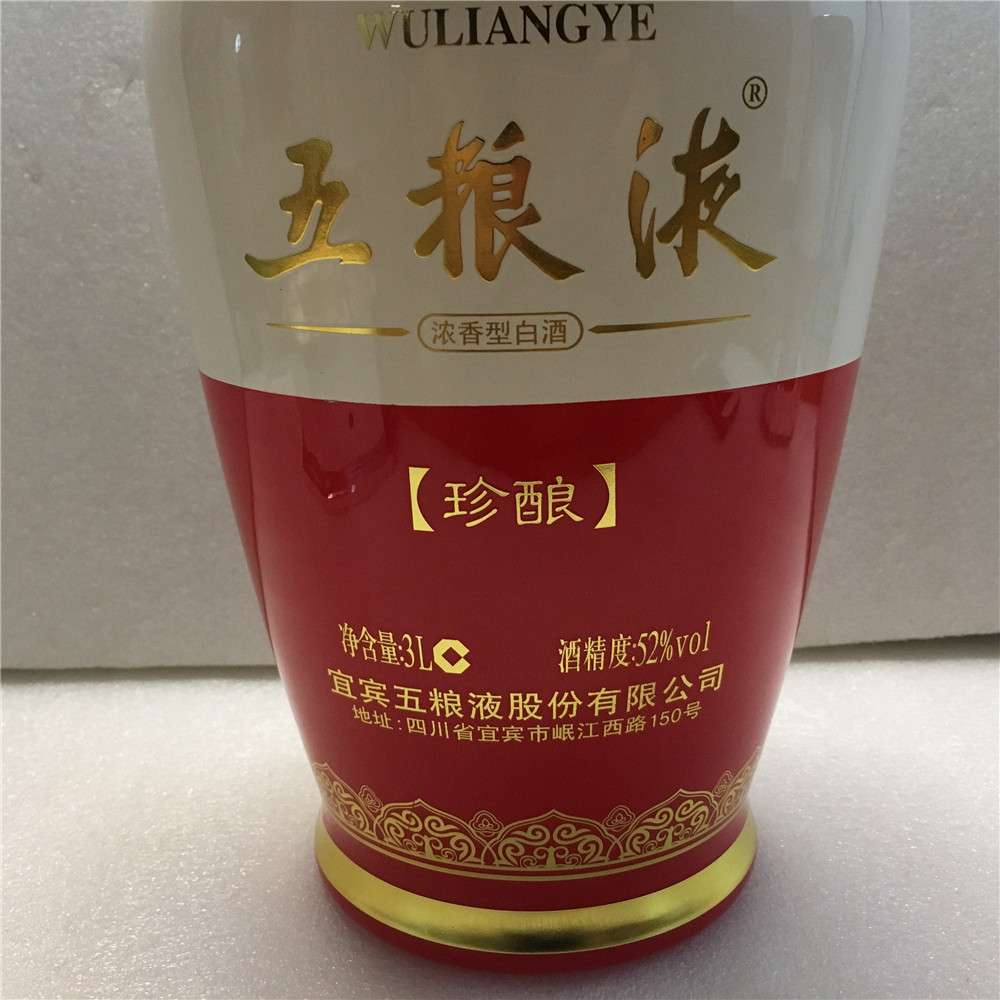 WULIANGYE
五粮液®
浓香型白酒
【珍酿】
净含量:3L 酒精度:52%vol
宜宾五粮液股份有限公司
地址:四川省宜宾市岷江西路150号